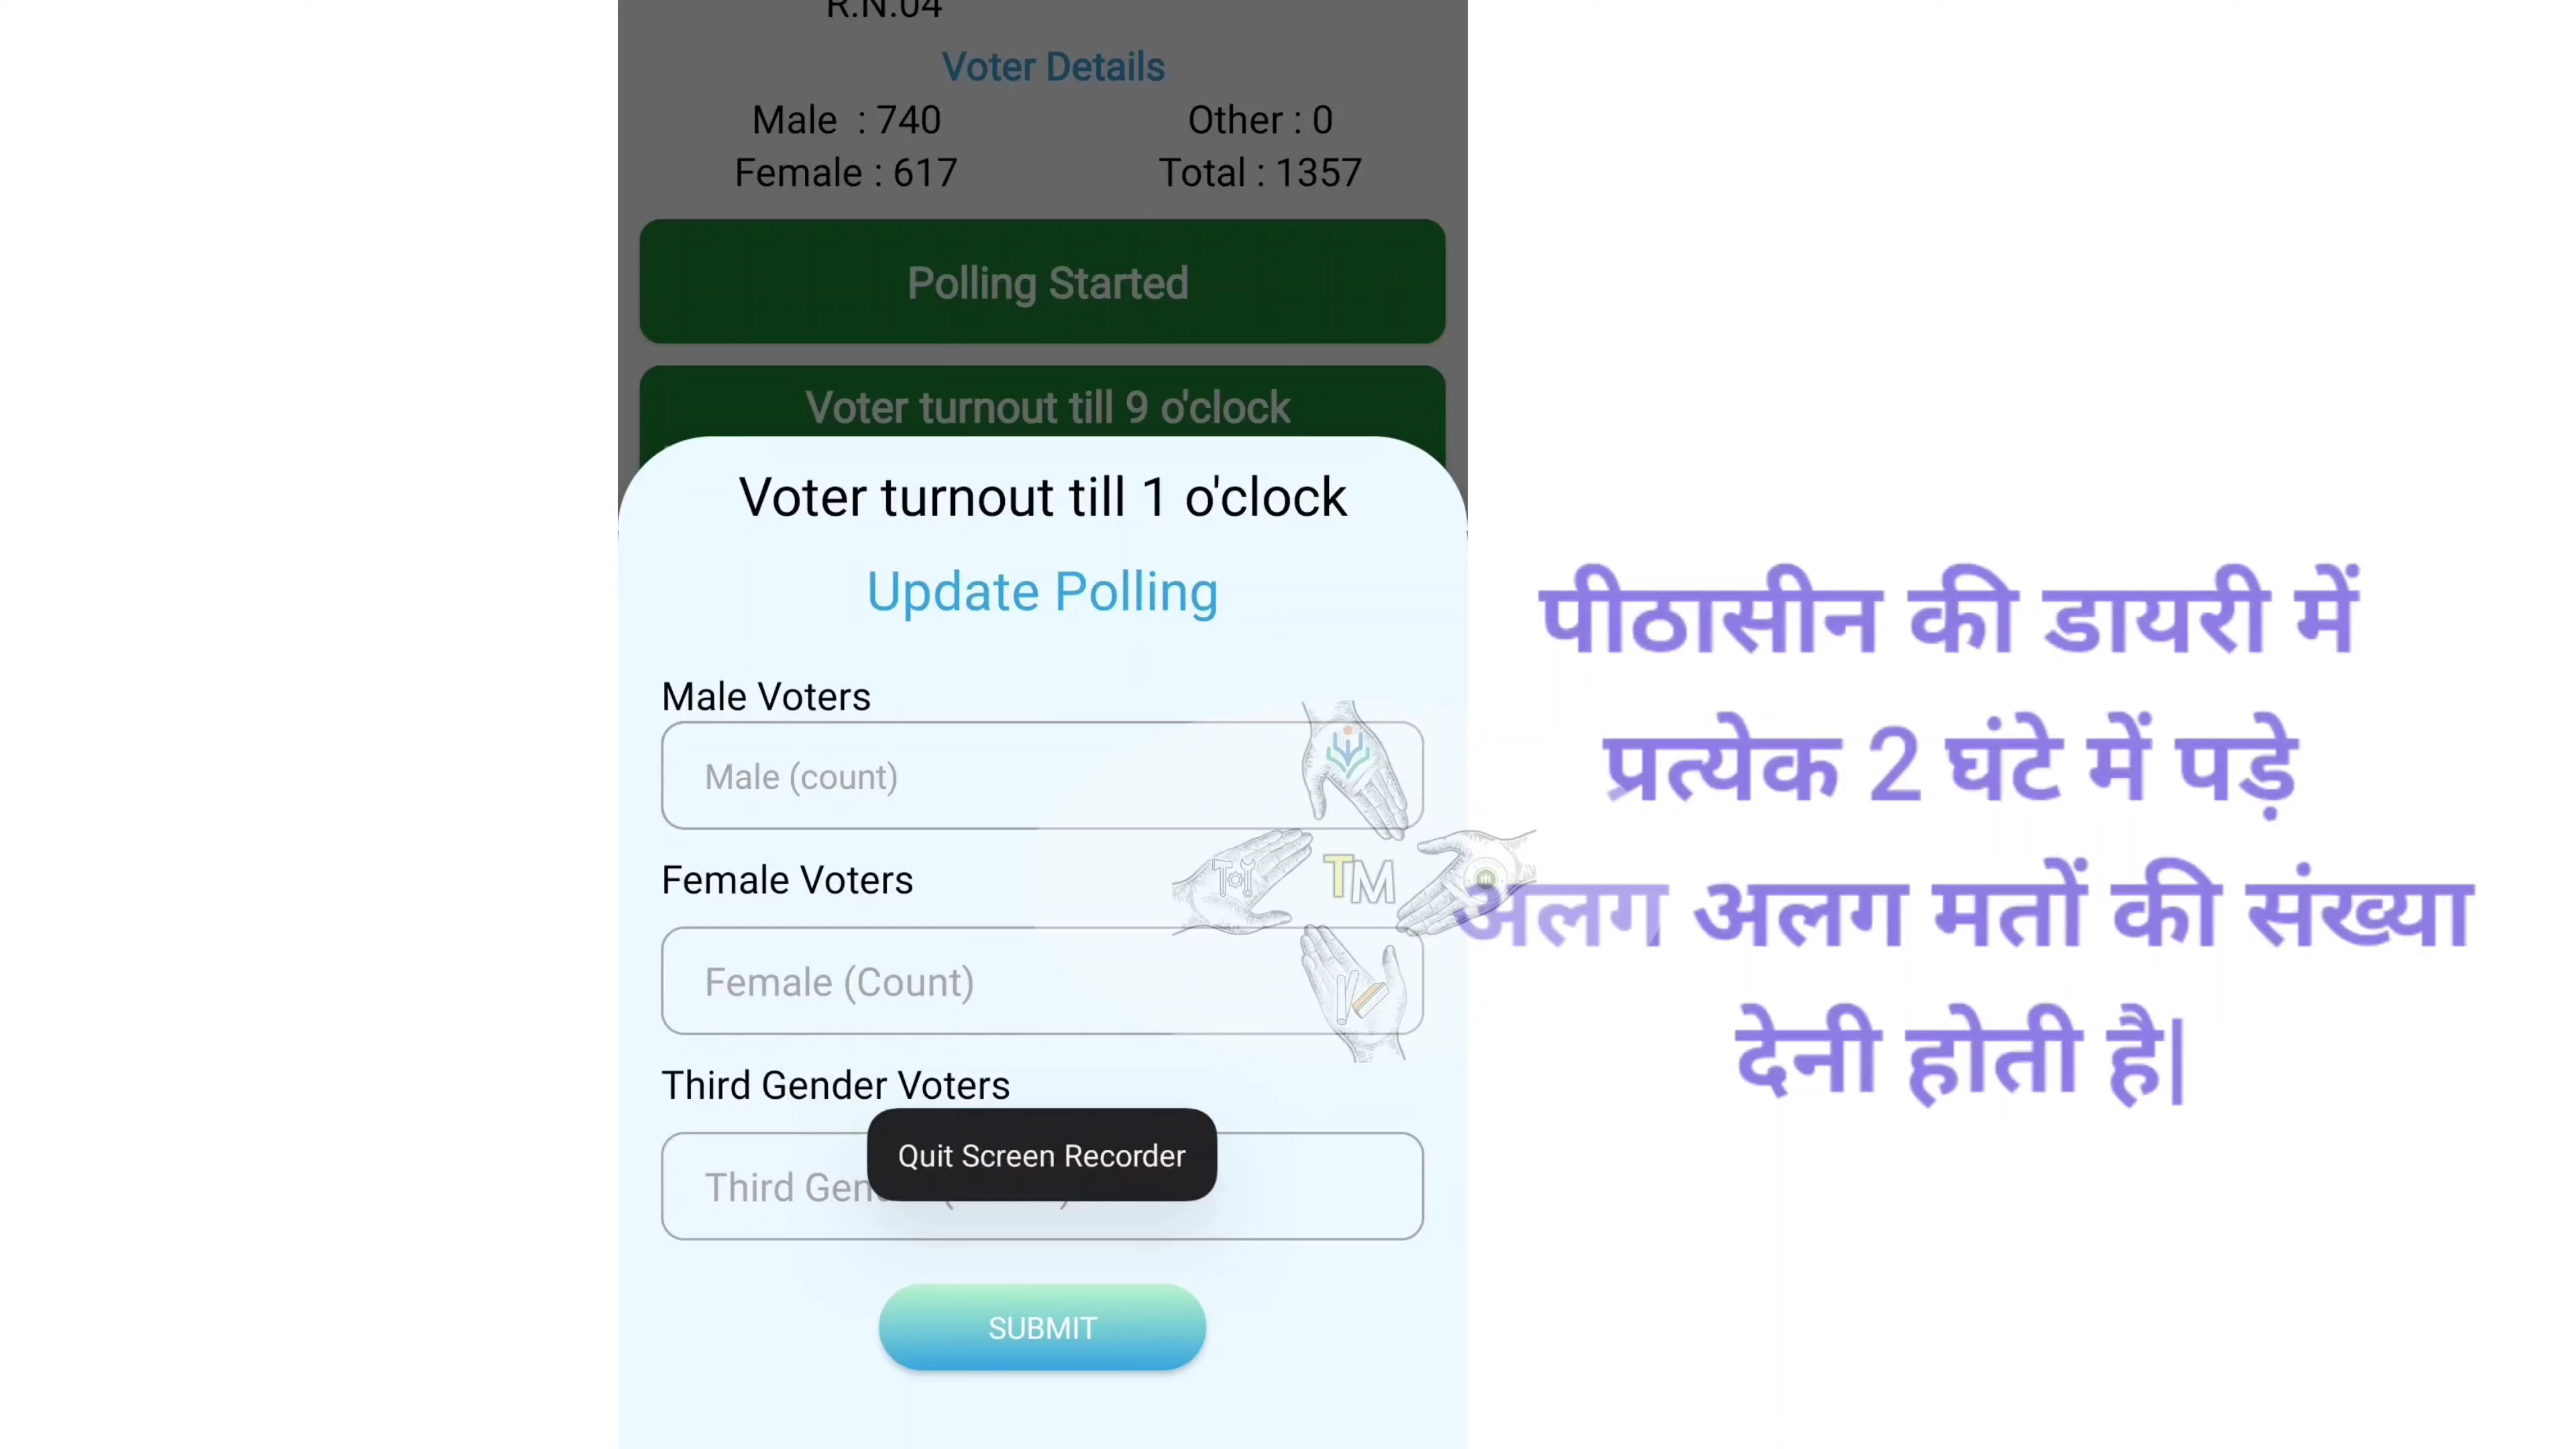 R.N.04
Voter Details
Male : 740
Other : 0
Female : 617
Total : 1357
Polling Started
Voter turnout till 9 o'clock
Voter turnout till 1 o'clock
Update Polling
Male Voters
Male (count)
Female Voters
Female (Count)
Third Gender Voters
Third
Quit Screen Recorder
SUBMIT
TM
पीठासीन की डायरी में
प्रत्येक 2 घंटे में पड़े
अलग अलग मतों की संख्या
देनी होती है|